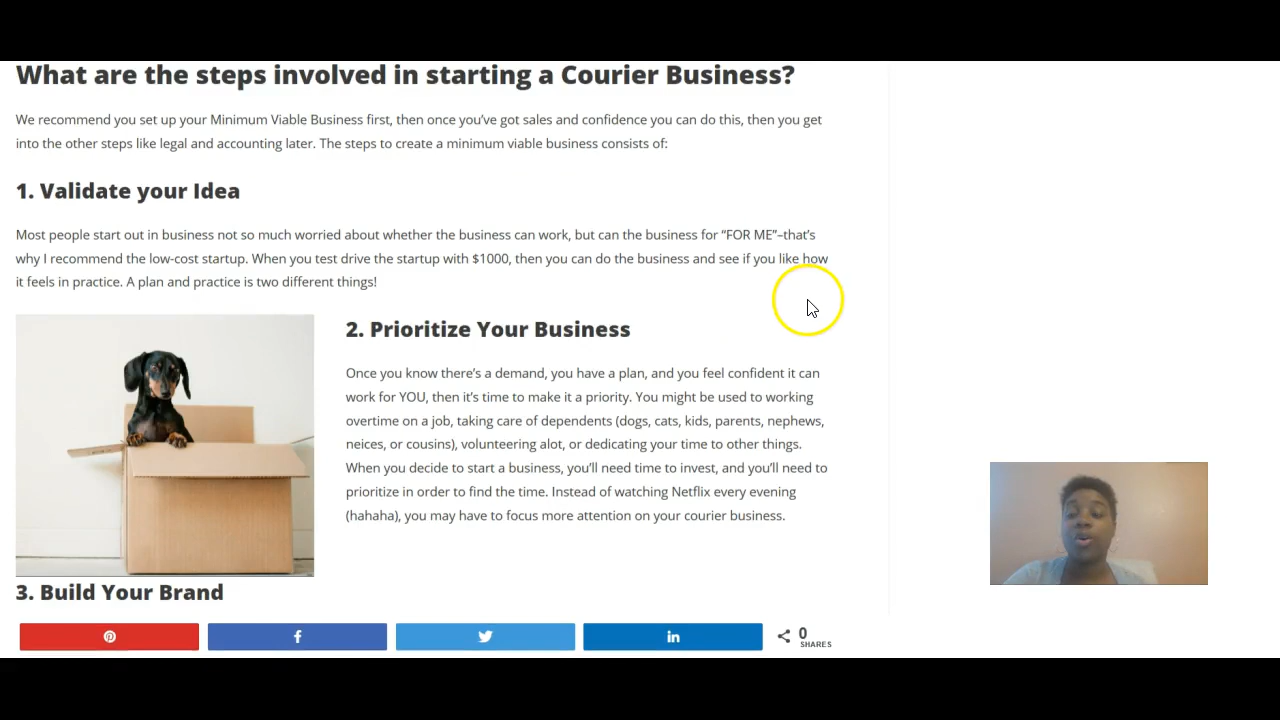 What are the steps involved in starting a Courier Business?
We recommend you set up your Minimum Viable Business first, then once you've got sales and confidence you can do this, then you get
into the other steps like legal and accounting later. The steps to create a minimum viable business consists of:
1. Validate your Idea
Most people start out in business not so much worried about whether the business can work, but can the business for “FOR ME”–that's
why I recommend the low-cost startup. When you test drive the startup with $1000, then you can do the business and see if you like how
it feels in practice. A plan and practice is two different things!
2. Prioritize Your Business
Once you know there's a demand, you have a plan, and you feel confident it can
work for YOU, then it's time to make it a priority. You might be used to working
overtime on a job, taking care of dependents (dogs, cats, kids, parents, nephews,
neices, or cousins), volunteering alot, or dedicating your time to other things.
When you decide to start a business, you'll need time to invest, and you'll need to
prioritize in order to find the time. Instead of watching Netflix every evening
(hahaha), you may have to focus more attention on your courier business.
3. Build Your Brand
0
SHARES